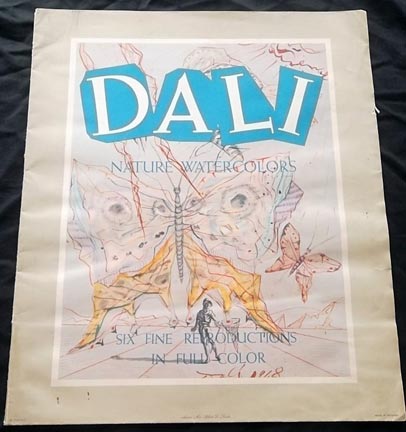 DALI
NATURE WATERCOLORS
SIX FINE REPRODUCTIONS
IN FULL COLOR